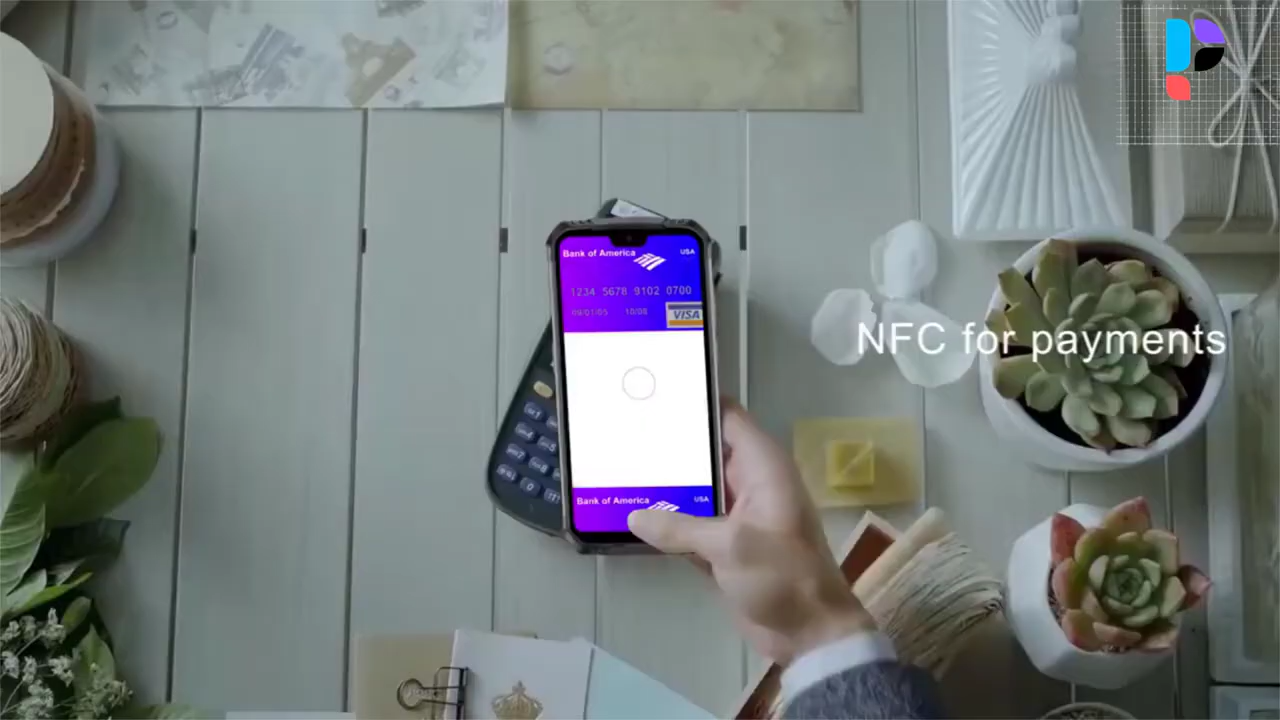 Bank of America
USA
1234 5678 9102 0700
09/01/05 10/08
VISA
NFC for payments
Bank of America
USA